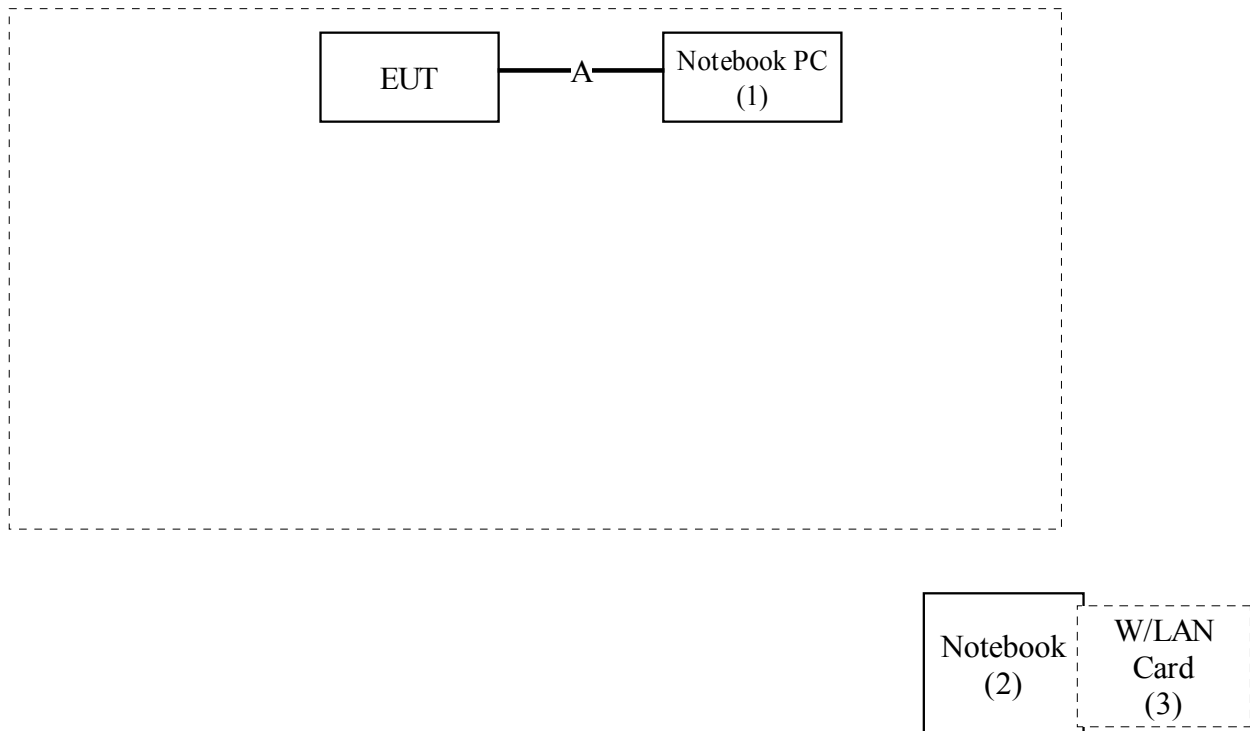 EUT
A
Notebook PC
(1)
Notebook
(2)
W/LAN
Card
(3)